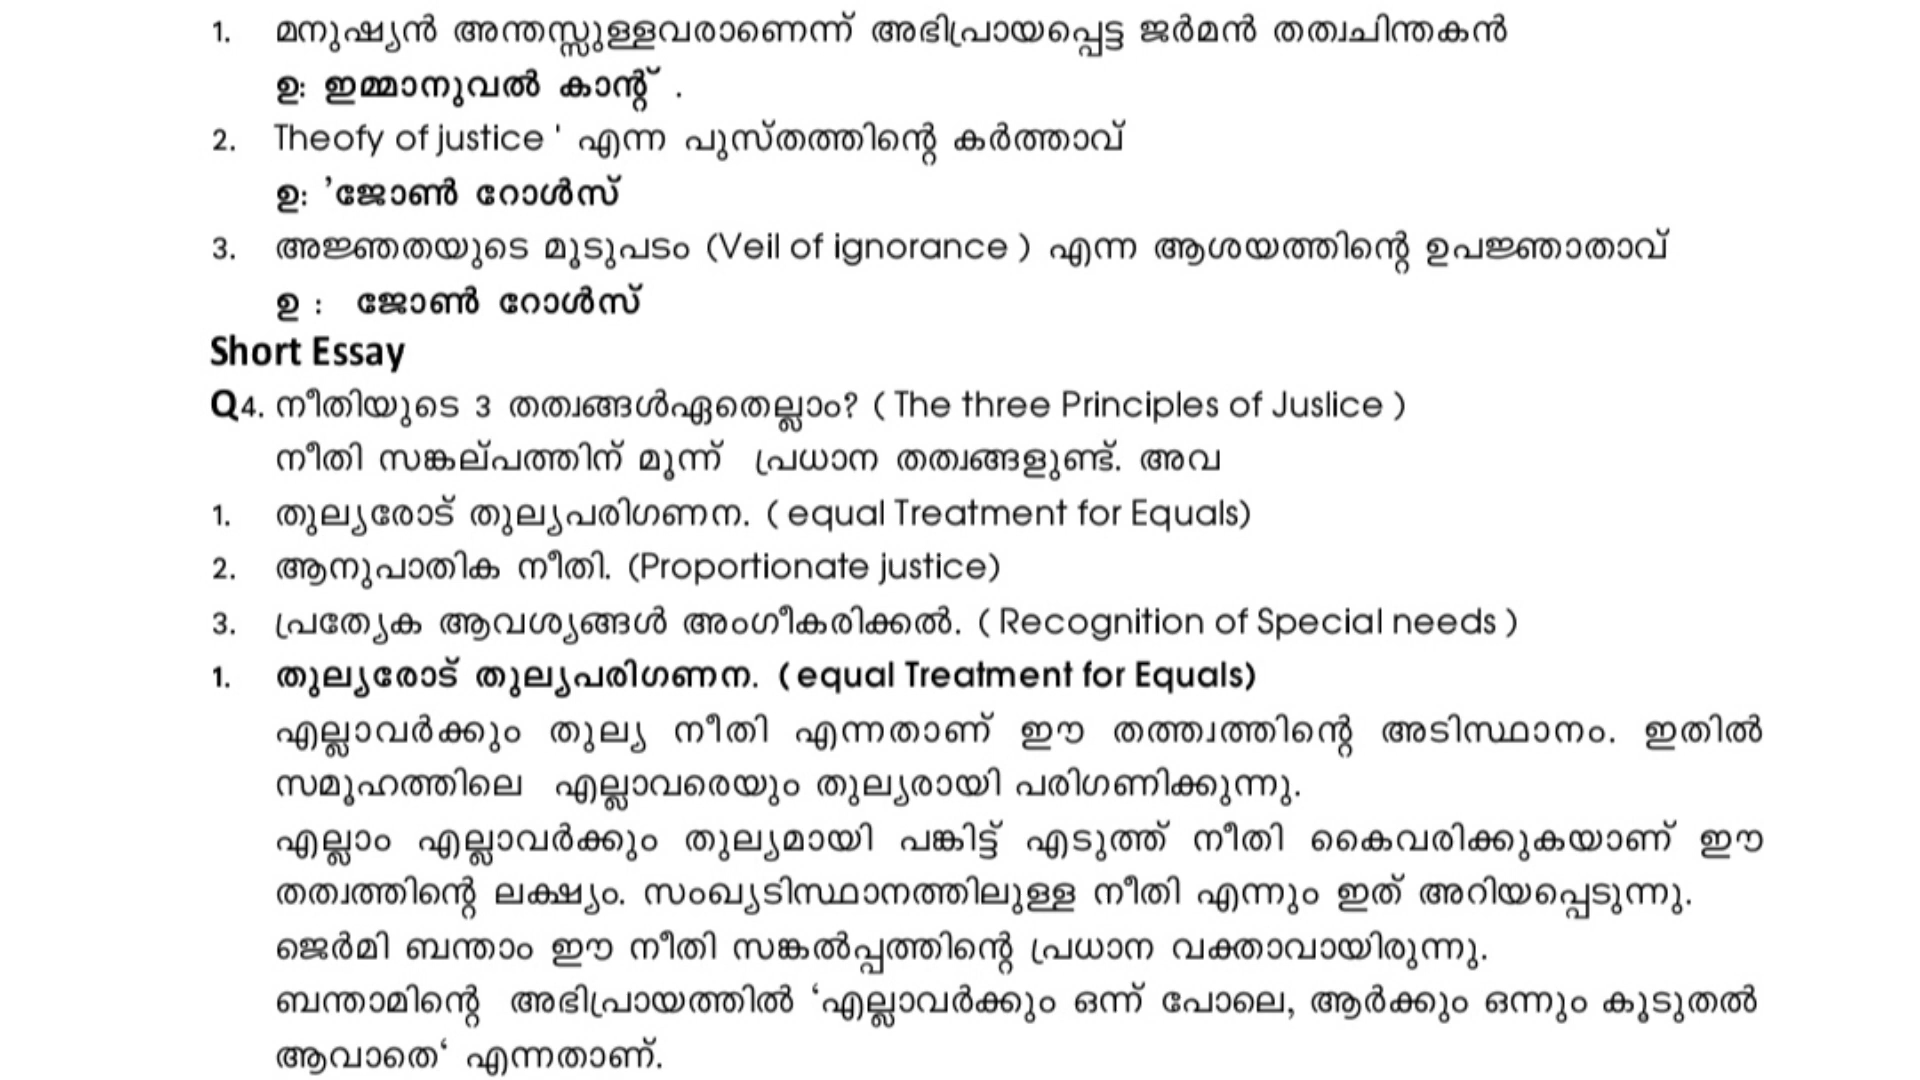 1. മനുഷ്യൻ അന്തസ്സുള്ളവരാണെന്ന് അഭിപ്രായപ്പെട്ട ജർമൻ തത്വചിന്തകൻ
ഉ: ഇമ്മാനുവൽ കാന്റ് .
2. Theofy of justice ' എന്ന പുസ്തത്തിന്റെ കർത്താവ്
ഉ: 'ജോൺ റോൾസ്
3. അജ്ഞതയുടെ മൂടുപടം (Veil of ignorance ) എന്ന ആശയത്തിന്റെ ഉപജ്ഞാതാവ്
ഉ : ജോൺ റോൾസ്
Short Essay
Q4. നീതിയുടെ 3 തത്വങ്ങൾഏതെല്ലാം? ( The three Principles of Juslice )
നീതി സങ്കല്പത്തിന് മൂന്ന് പ്രധാന തത്വങ്ങളുണ്ട്. അവ
1. തുല്യരോട് തുല്യപരിഗണന. ( equal Treatment for Equals)
2. ആനുപാതിക നീതി. (Proportionate justice)
3. പ്രത്യേക ആവശ്യങ്ങൾ അംഗീകരിക്കൽ. ( Recognition of Special needs )
1. തുല്യരോട് തുല്യപരിഗണന. ( equal Treatment for Equals)
എല്ലാവർക്കും തുല്യ നീതി എന്നതാണ് ഈ തത്ത്വത്തിന്റെ അടിസ്ഥാനം. ഇതിൽ
സമൂഹത്തിലെ എല്ലാവരെയും തുല്യരായി പരിഗണിക്കുന്നു.
എല്ലാം എല്ലാവർക്കും തുല്യമായി പങ്കിട്ട് എടുത്ത് നീതി കൈവരിക്കുകയാണ് ഈ
തത്വത്തിന്റെ ലക്ഷ്യം. സംഖ്യടിസ്ഥാനത്തിലുള്ള നീതി എന്നും ഇത് അറിയപ്പെടുന്നു.
ജെർമി ബന്താം ഈ നീതി സങ്കൽപ്പത്തിന്റെ പ്രധാന വക്താവായിരുന്നു.
ബന്താമിന്റെ അഭിപ്രായത്തിൽ ‘എല്ലാവർക്കും ഒന്ന് പോലെ, ആർക്കും ഒന്നും കൂടുതൽ
ആവാതെ‘ എന്നതാണ്.